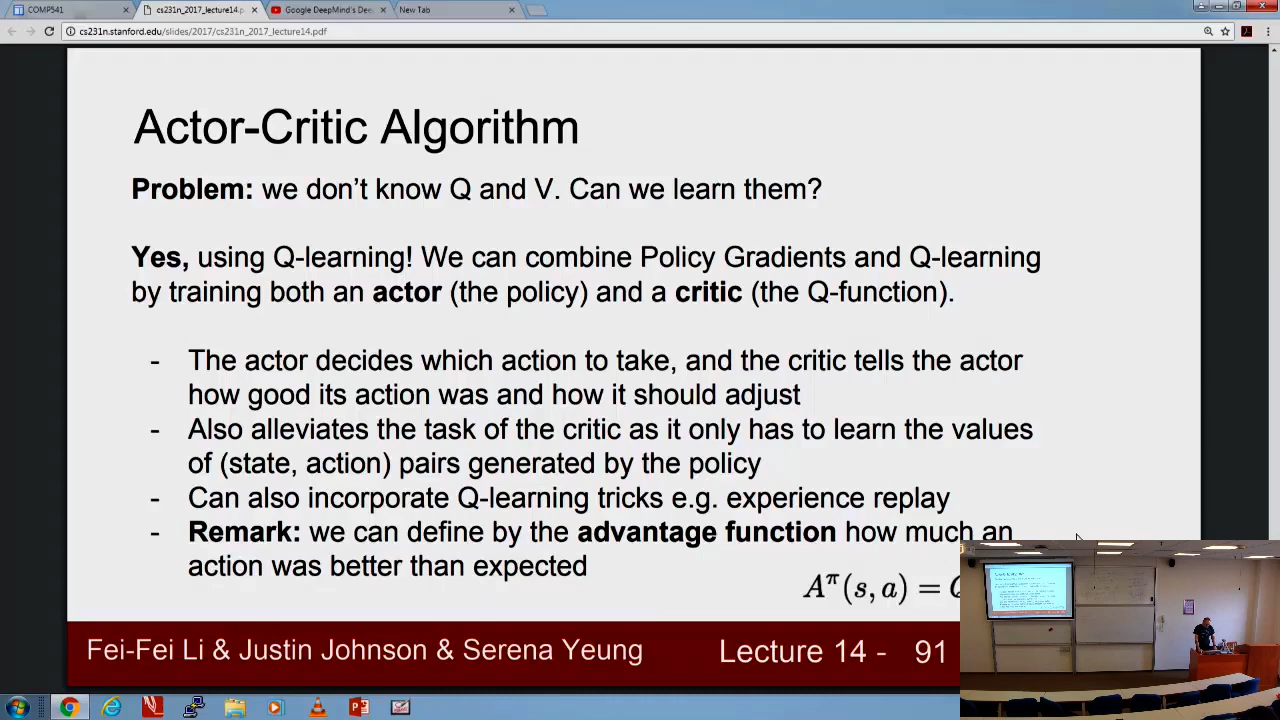 COMP541
cs231n_2017_lecture14.p
Google DeepMind's Dee
New Tab
cs231n.stanford.edu/slides/2017/cs231n_2017_lecture14.pdf
Actor-Critic Algorithm
Problem: we don't know Q and V. Can we learn them?
Yes, using Q-learning! We can combine Policy Gradients and Q-learning
by training both an actor (the policy) and a critic (the Q-function).
- The actor decides which action to take, and the critic tells the actor
how good its action was and how it should adjust
- Also alleviates the task of the critic as it only has to learn the values
of (state, action) pairs generated by the policy
- Can also incorporate Q-learning tricks e.g. experience replay
- Remark: we can define by the advantage function how much an
action was better than expected
Aπ(s, a) =
Fei-Fei Li & Justin Johnson & Serena Yeung
Lecture 14 - 91